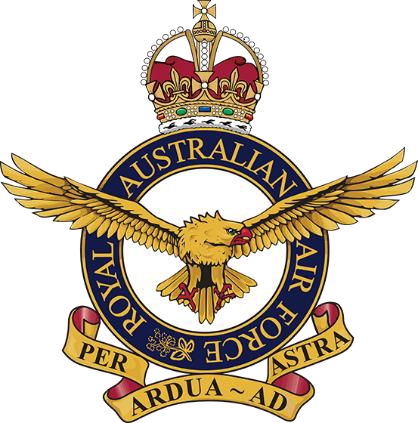 ROYAL AUSTRALIAN AIR FORCE
PER ARDUA ~ AD ASTRA